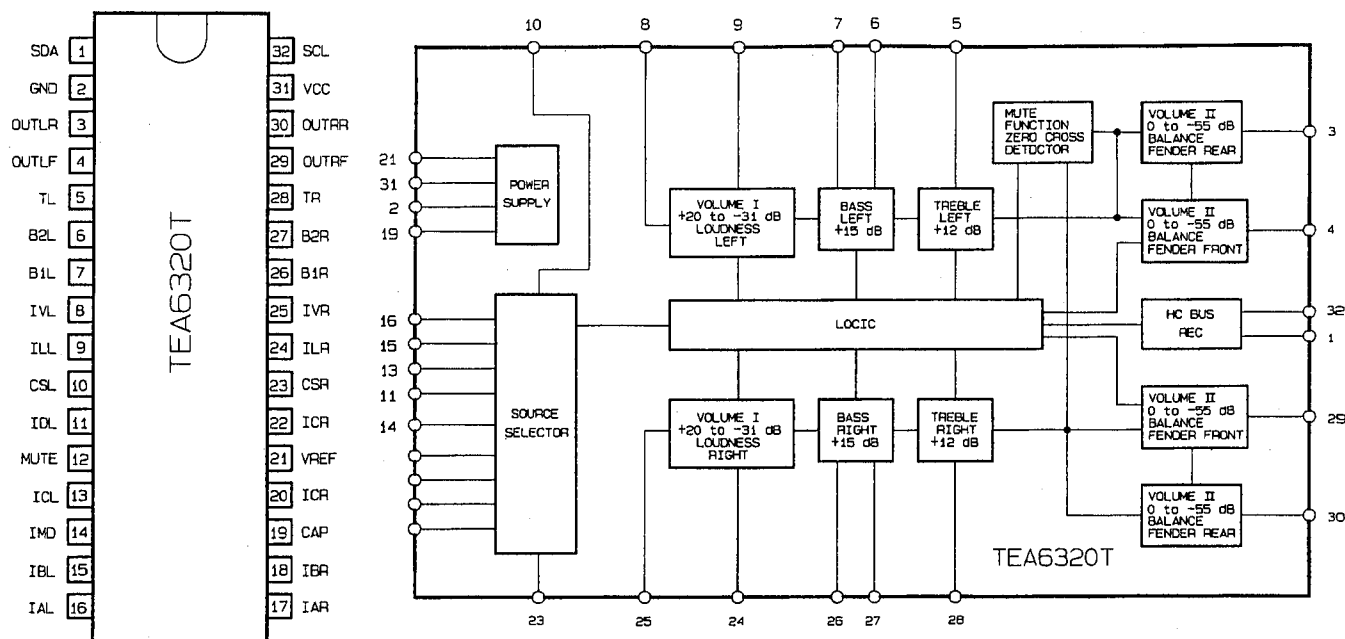 SDA 1
GND 2
OUTLR 3
OUTLF 4
TL 5
B2L 6
B1L 7
IVL 8
ILL 9
CSL 10
IDL 11
MUTE 12
ICL 13
IMD 14
IBL 15
IAL 16
TEA6320T
32 SCL
31 VCC
30 OUTRR
29 OUTRF
28 TR
27 B2R
26 B1R
25 IVR
24 ILR
23 CSR
22 ICR
21 VREF
20 ICR
19 CAP
18 IBR
17 IAR
10
8
9
7
6
5
21
31
2
19
POWER
SUPPLY
16
15
13
11
14
SOURCE
SELECTOR
VOLUME I
+20 to -31 dB
LOUDNESS
LEFT
BASS
LEFT
+15 dB
TREBLE
LEFT
+12 dB
MUTE
FUNCTION
ZERO CROSS
DETDCTOR
VOLUME II
0 to -55 dB
BALANCE
FENDER REAR
3
VOLUME II
0 to -55 dB
BALANCE
FENDER FRONT
4
LOCIC
HC BUS
REC
32
1
VOLUME I
+20 to -31 dB
LOUDNESS
RIGHT
BASS
RIGHT
+15 dB
TREBLE
RIGHT
+12 dB
VOLUME II
0 to -55 dB
BALANCE
FENDER FRONT
29
VOLUME II
0 to -55 dB
BALANCE
FENDER REAR
30
TEA6320T
23
25
24
26
27
28